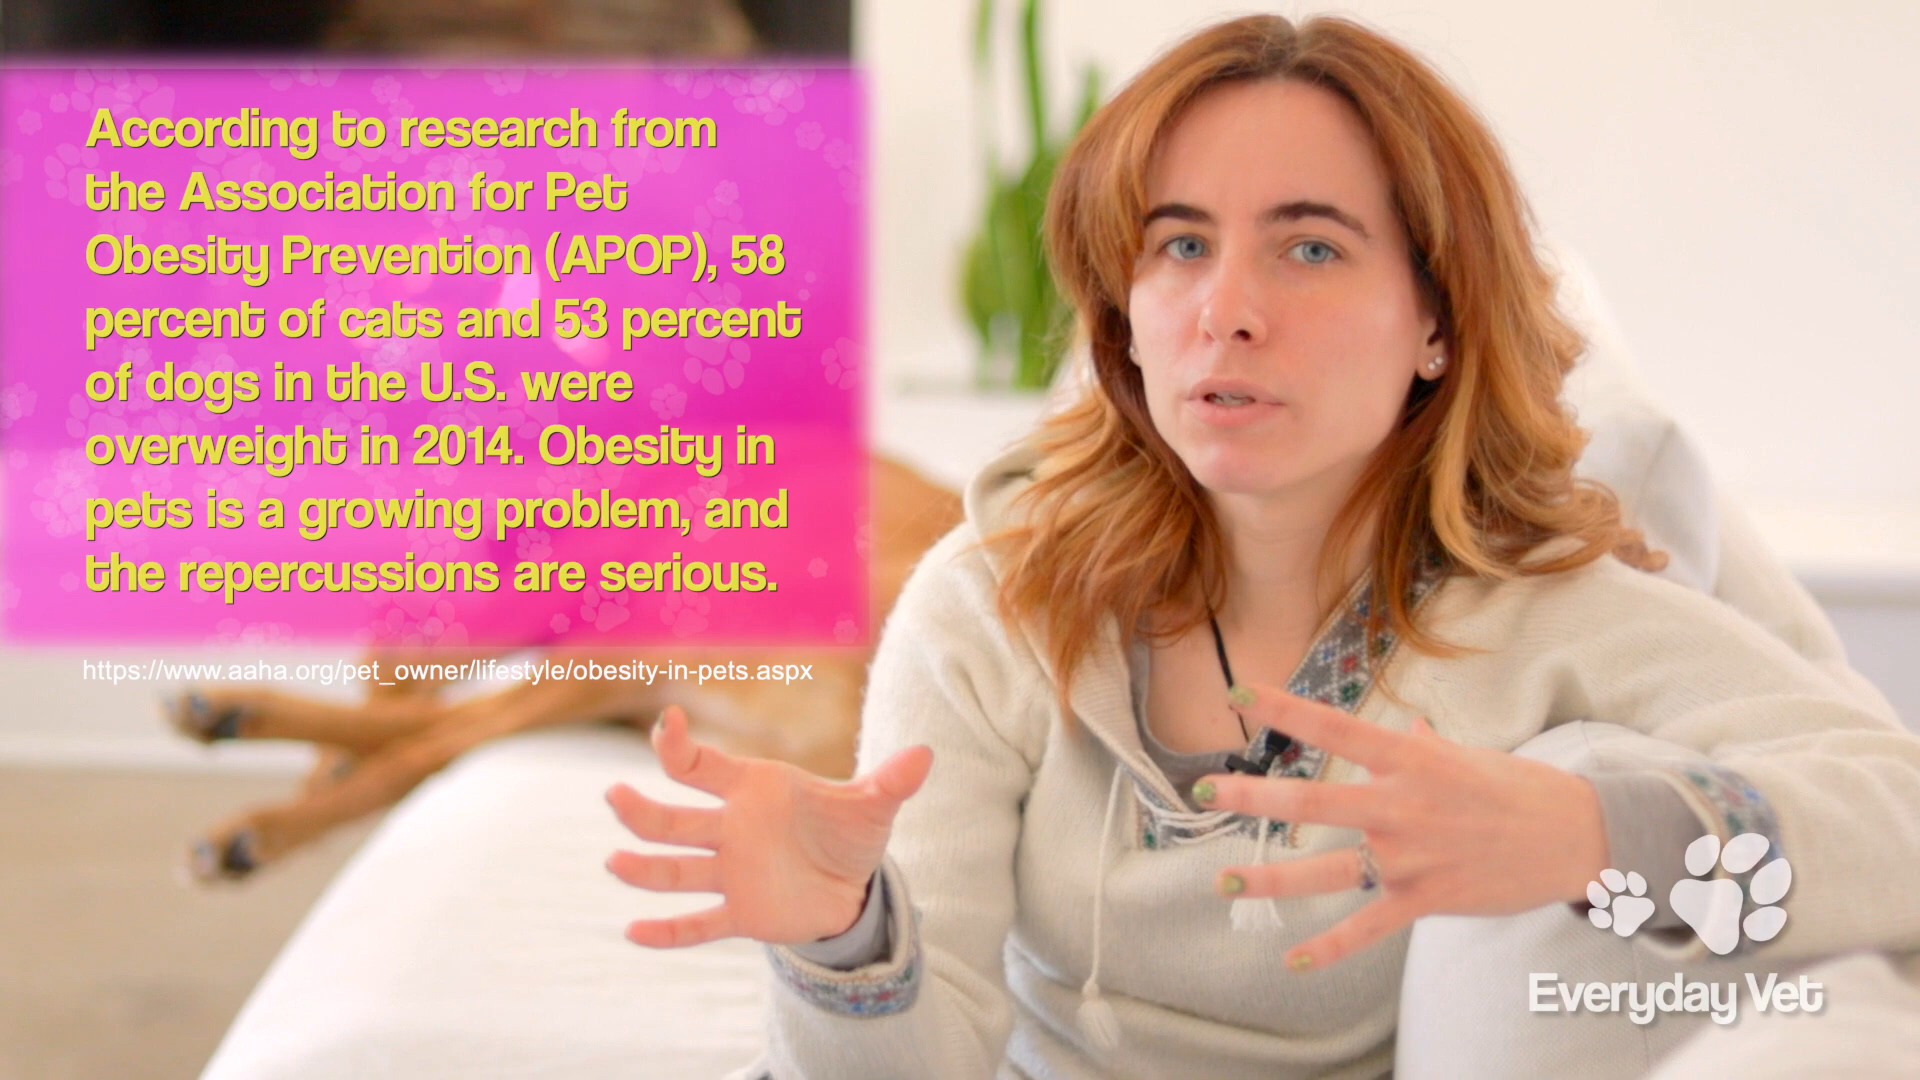 According to research from
the Association for Pet
Obesity Prevention (APOP), 58
percent of cats and 53 percent
of dogs in the U.S. were
overweight in 2014. Obesity in
pets is a growing problem, and
the repercussions are serious.
https://www.aaha.org/pet_owner/lifestyle/obesity-in-pets.aspx
Everyday Vet